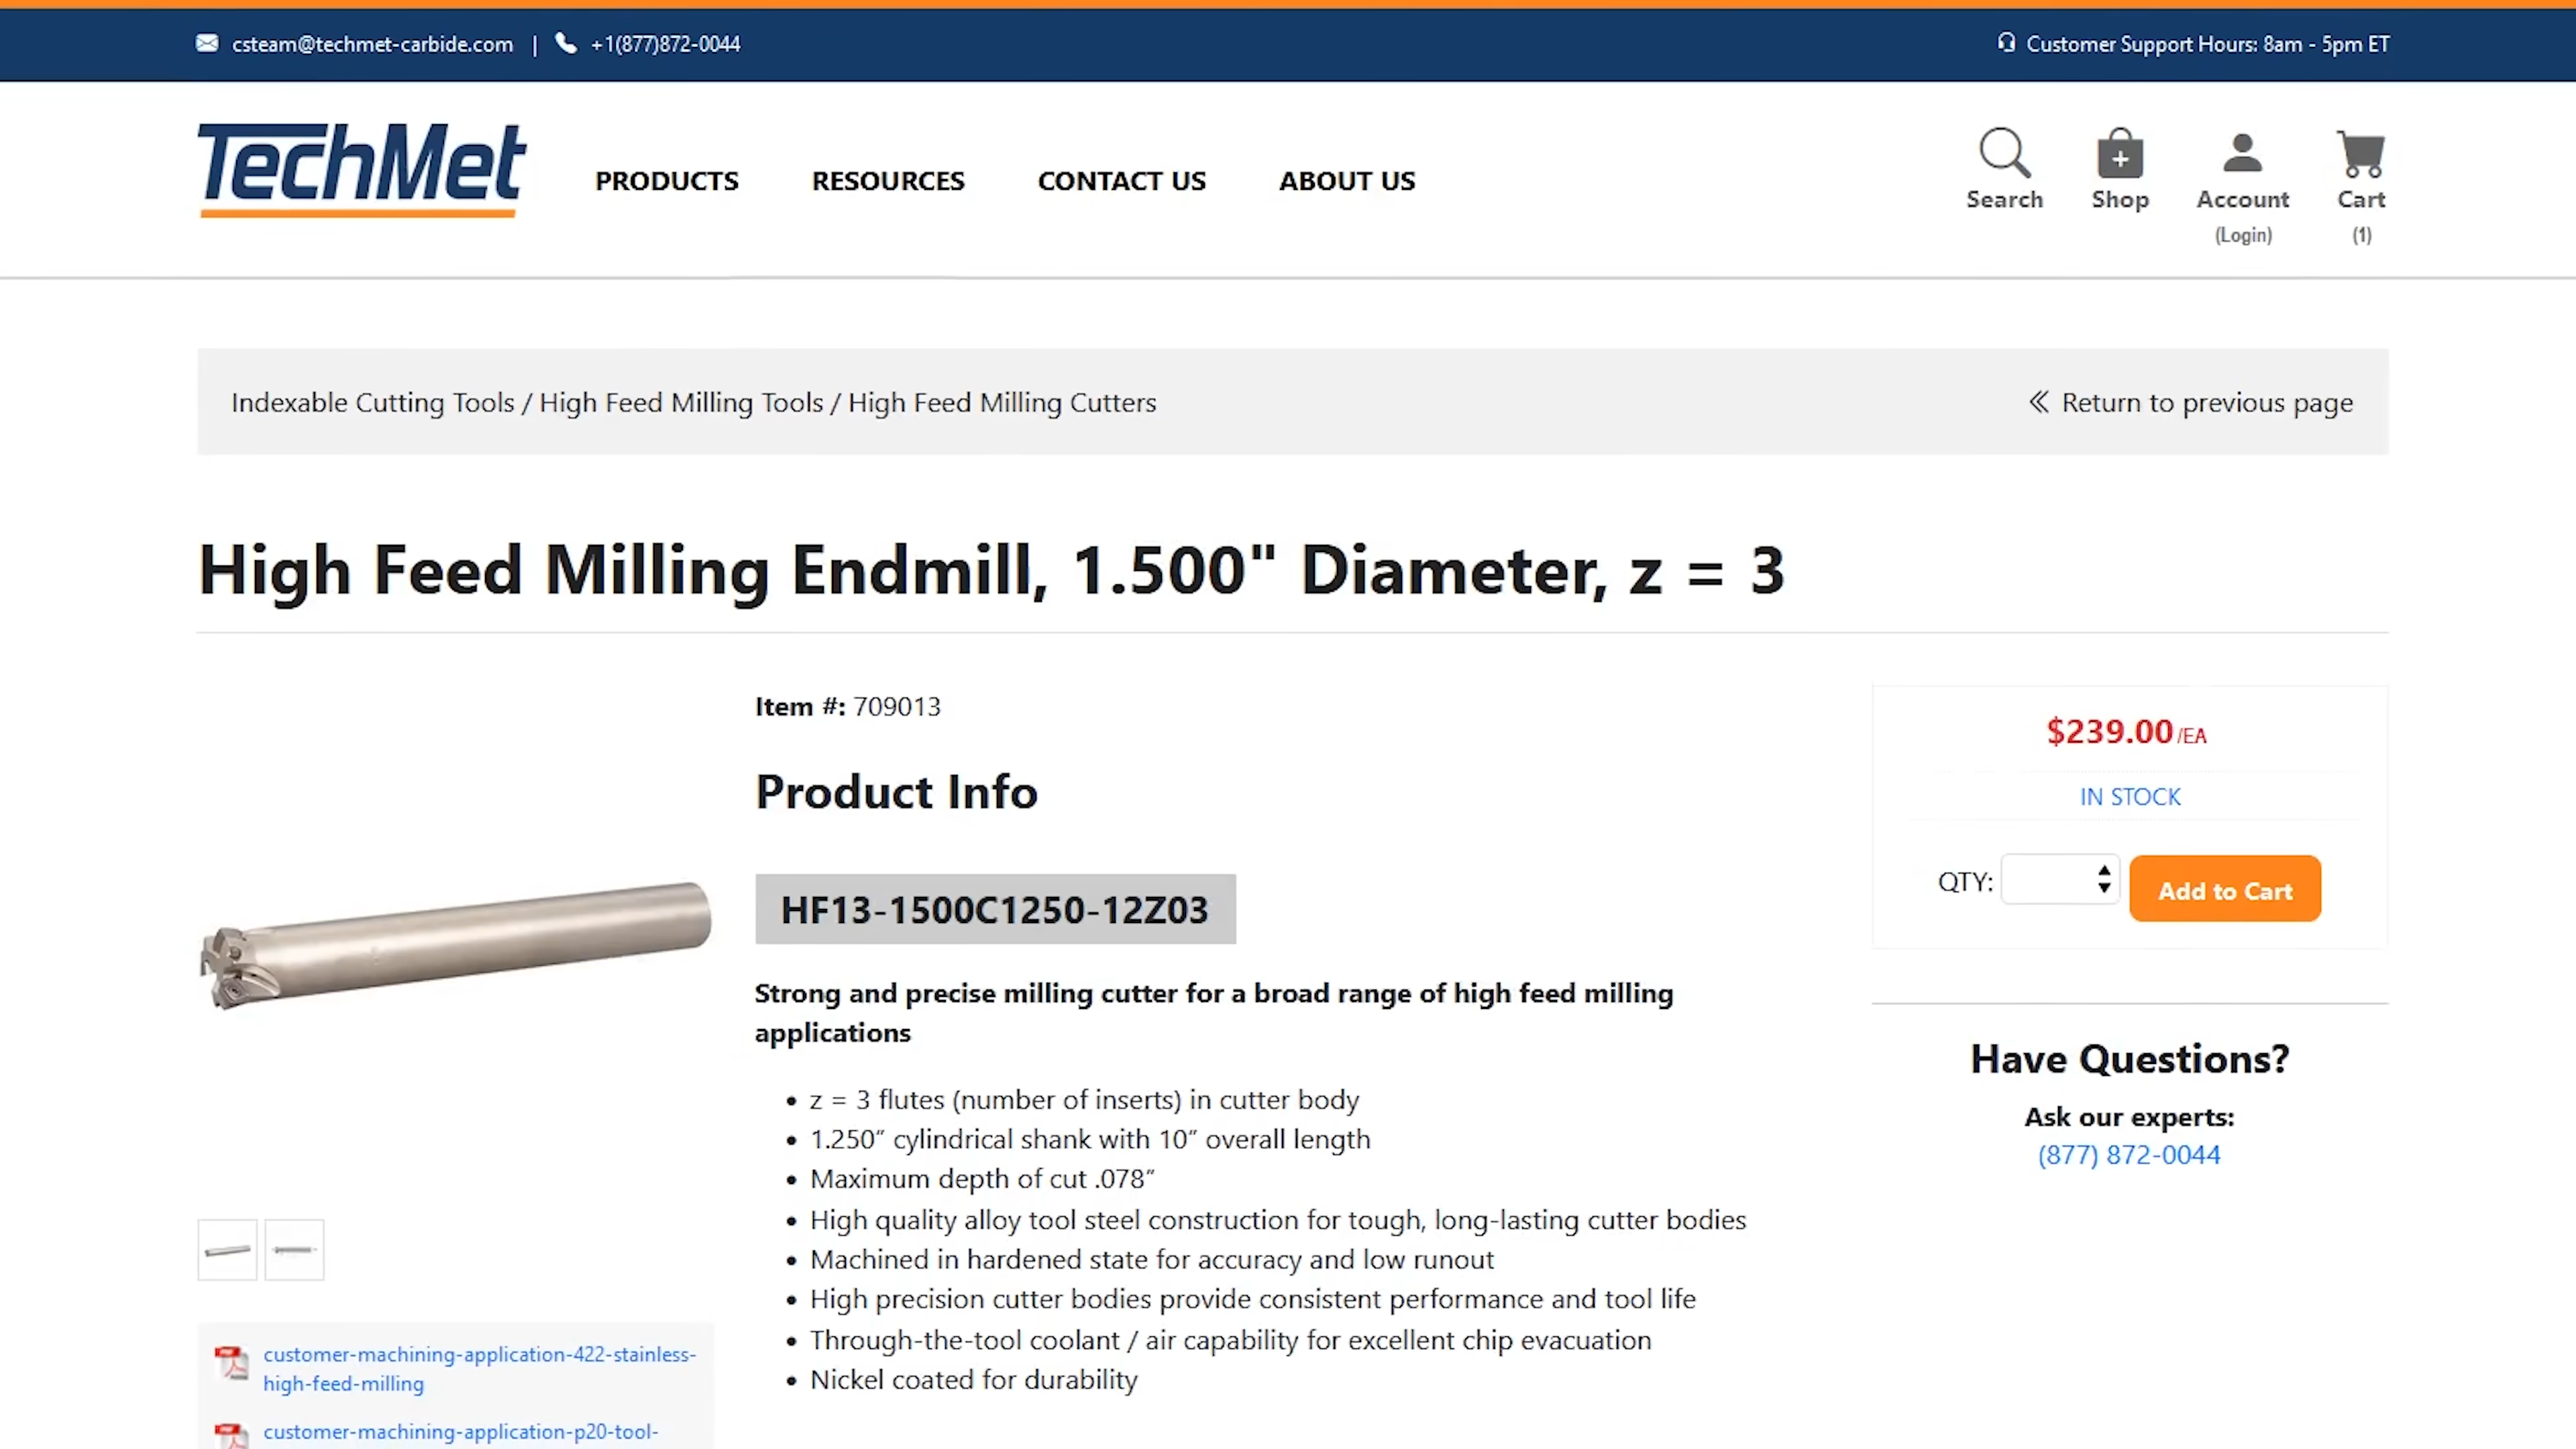 csteam@techmet-carbide.com | +1(877)872-0044
Customer Support Hours: 8am - 5pm ET
TechMet
PRODUCTS RESOURCES CONTACT US ABOUT US
Search Shop Account Cart
(Login) (1)
Indexable Cutting Tools / High Feed Milling Tools / High Feed Milling Cutters
Return to previous page
High Feed Milling Endmill, 1.500" Diameter, z = 3
Item #: 709013
Product Info
HF13-1500C1250-12Z03
Strong and precise milling cutter for a broad range of high feed milling
applications
• z = 3 flutes (number of inserts) in cutter body
• 1.250″ cylindrical shank with 10″ overall length
• Maximum depth of cut .078″
• High quality alloy tool steel construction for tough, long-lasting cutter bodies
• Machined in hardened state for accuracy and low runout
• High precision cutter bodies provide consistent performance and tool life
• Through-the-tool coolant / air capability for excellent chip evacuation
• Nickel coated for durability
$239.00/EA
IN STOCK
QTY: Add to Cart
Have Questions?
Ask our experts:
(877) 872-0044
customer-machining-application-422-stainless-
high-feed-milling
customer-machining-application-p20-tool-